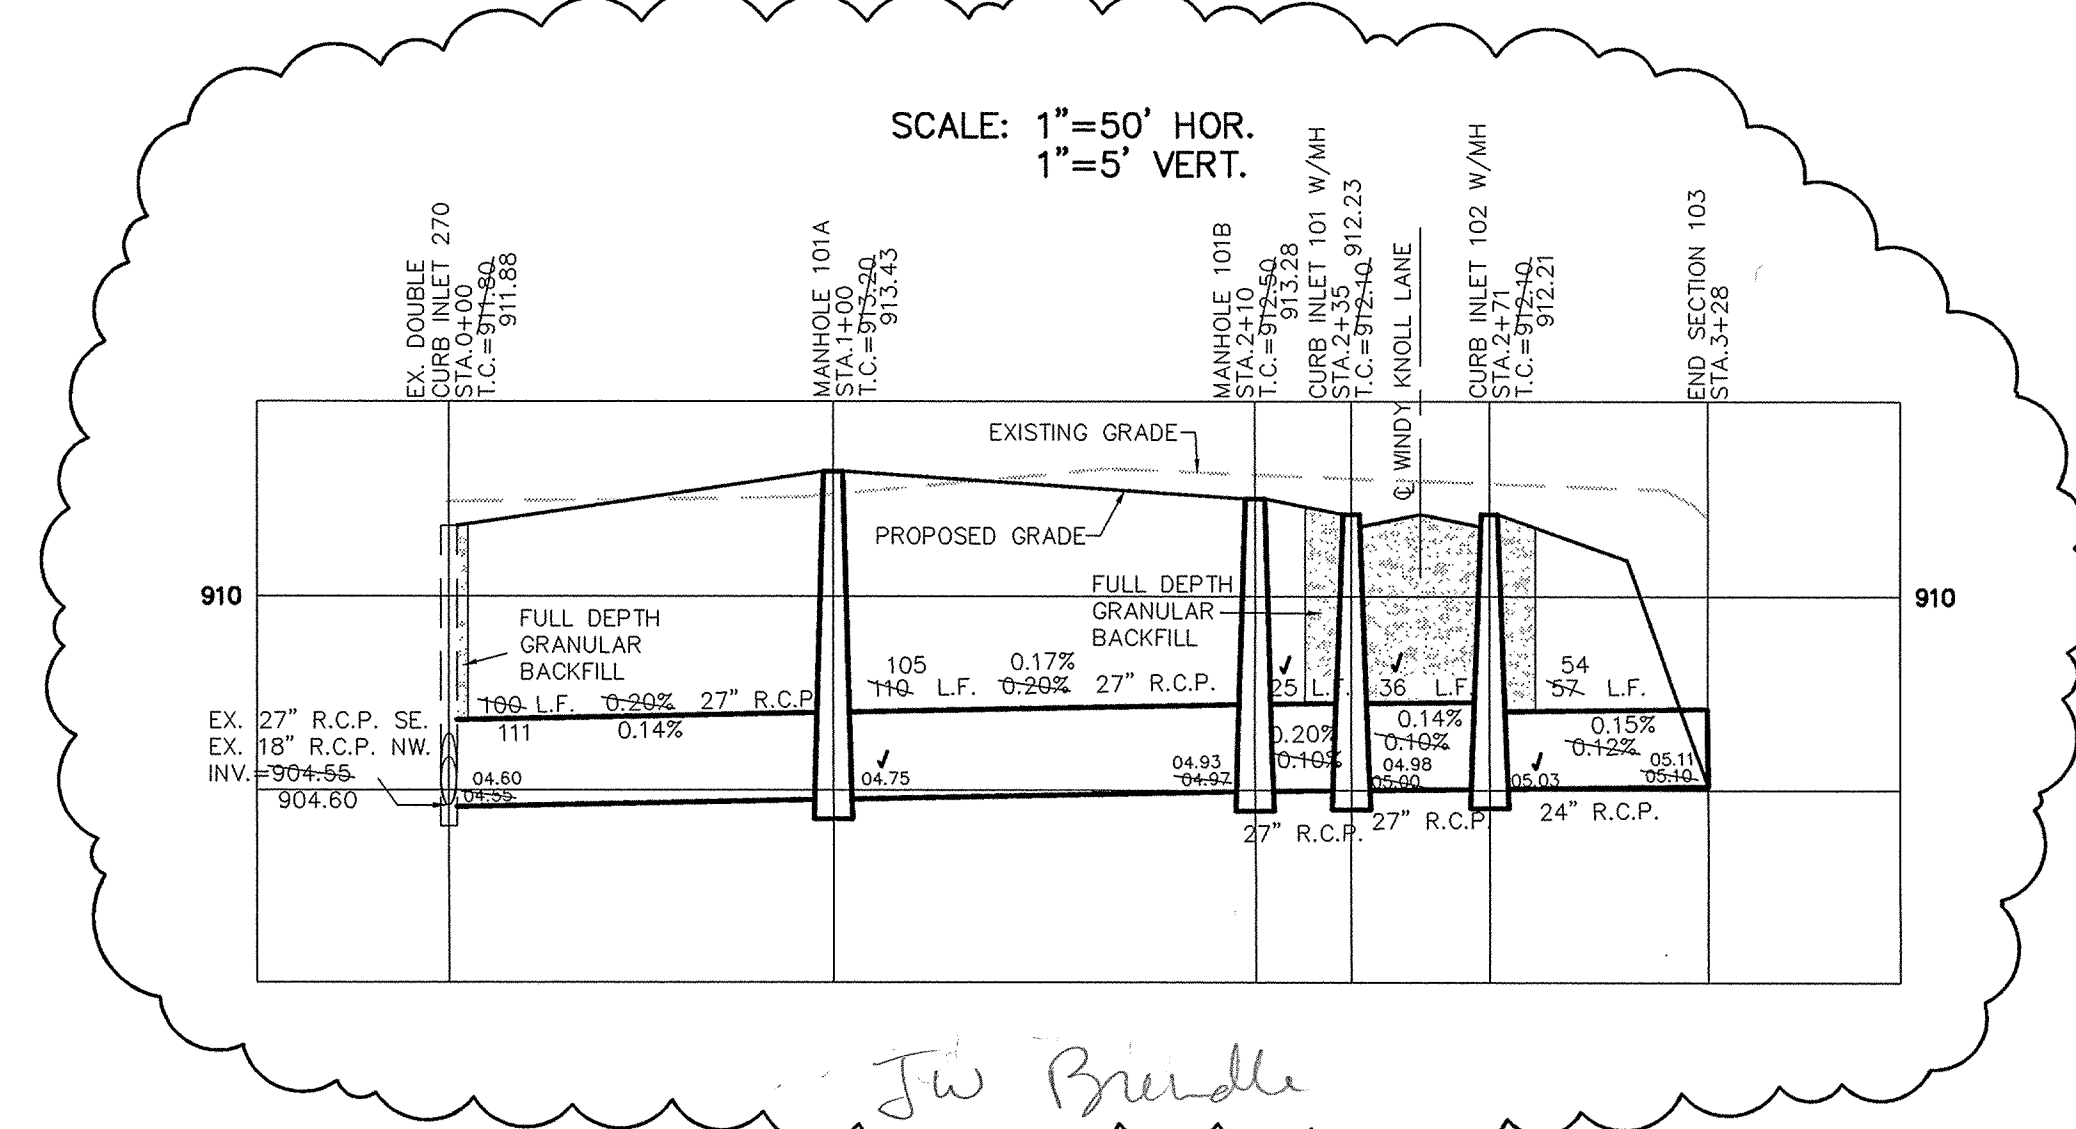 SCALE: 1"=50' HOR.
1"=5' VERT.
EX. DOUBLE
CURB INLET 270
STA.0+00
T.C.=911.80
911.88
MANHOLE 101A
STA.1+00
T.C.=913.20
913.43
MANHOLE 101B
STA.2+10
T.C.=912.50
913.28
CURB INLET 101 W/MH
STA.2+35
T.C.=912.10 912.23
℄ WINDY KNOLL LANE
CURB INLET 102 W/MH
STA.2+71
T.C.=912.10
912.21
END SECTION 103
STA.3+28
EXISTING GRADE
PROPOSED GRADE
910
910
FULL DEPTH
GRANULAR
BACKFILL
FULL DEPTH
GRANULAR
BACKFILL
100 L.F. 0.20% 27" R.C.P.
111 0.14%
105 0.17%
110 L.F. 0.20% 27" R.C.P.
✓
25 L.F.
✓
36 L.F.
54
57 L.F.
0.20%
0.10%
0.14%
0.10%
0.15%
0.12%
EX. 27" R.C.P. SE.
EX. 18" R.C.P. NW.
INV.=904.55
904.60
04.60
04.55
✓
04.75
04.93
04.97
04.98
05.00
✓
05.03
05.11
05.10
27" R.C.P.
27" R.C.P.
24" R.C.P.
JW Brendle